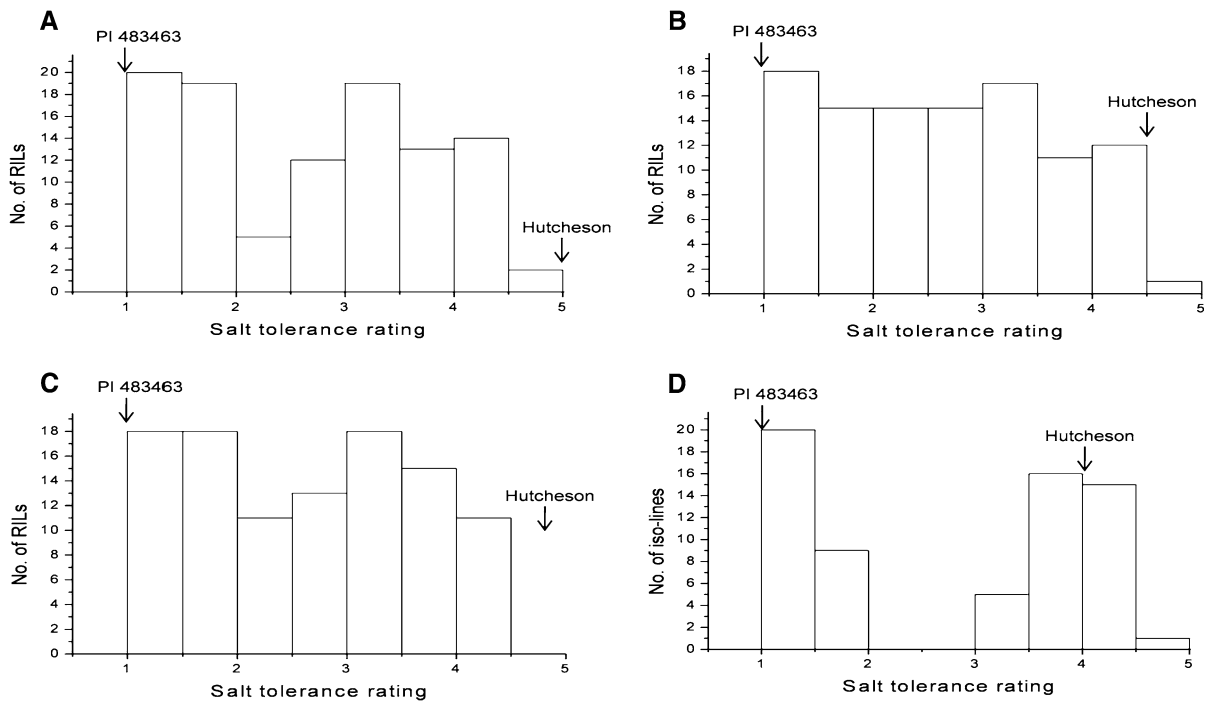 A
PI 483463
Hutcheson
No. of RILs
20
18
16
14
12
10
8
6
4
2
0
1 2 3 4 5
Salt tolerance rating
B
PI 483463
Hutcheson
No. of RILs
18
16
14
12
10
8
6
4
2
0
1 2 3 4 5
Salt tolerance rating
C
PI 483463
Hutcheson
No. of RILs
18
16
14
12
10
8
6
4
2
0
1 2 3 4 5
Salt tolerance rating
D
PI 483463
Hutcheson
No. of iso-lines
20
18
16
14
12
10
8
6
4
2
0
1 2 3 4 5
Salt tolerance rating